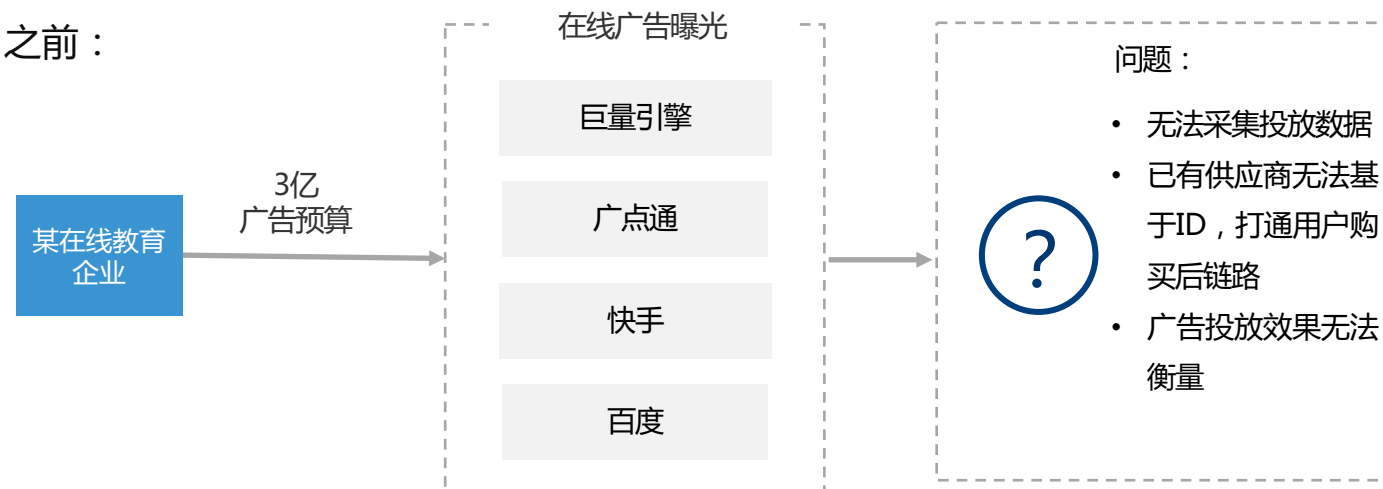 之前：
在线广告曝光
巨量引擎
广点通
快手
百度
3亿
广告预算
某在线教育
企业
?
问题：
• 无法采集投放数据
• 已有供应商无法基
于ID，打通用户购
买后链路
• 广告投放效果无法
衡量